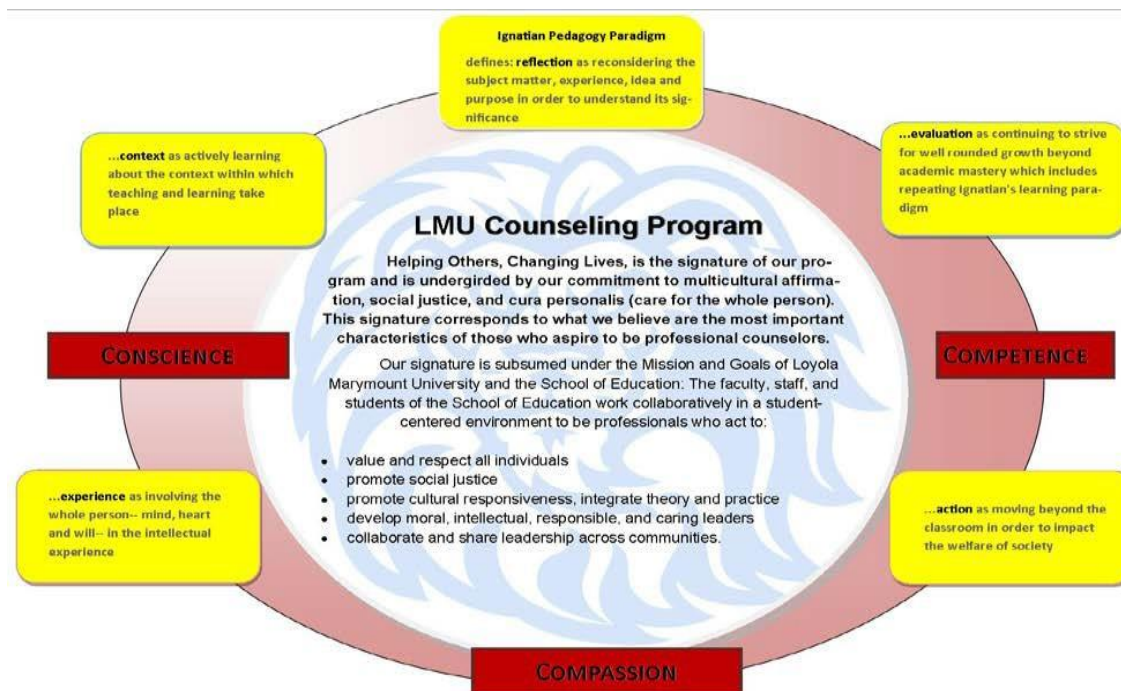 Ignatian Pedagogy Paradigm
defines: reflection as reconsidering the
subject matter, experience, idea and
purpose in order to understand its sig-
nificance
...context as actively learning
about the context within which
teaching and learning take
place
...evaluation as continuing to strive
for well rounded growth beyond
academic mastery which includes
repeating Ignatian's learning para-
digm
LMU Counseling Program
Helping Others, Changing Lives, is the signature of our pro-
gram and is undergirded by our commitment to multicultural affirma-
tion, social justice, and cura personalis (care for the whole person).
This signature corresponds to what we believe are the most important
characteristics of those who aspire to be professional counselors.
CONSCIENCE
COMPETENCE
Our signature is subsumed under the Mission and Goals of Loyola
Marymount University and the School of Education: The faculty, staff, and
students of the School of Education work collaboratively in a student-
centered environment to be professionals who act to:
• value and respect all individuals
• promote social justice
• promote cultural responsiveness, integrate theory and practice
• develop moral, intellectual, responsible, and caring leaders
• collaborate and share leadership across communities.
...experience as involving the
whole person-- mind, heart
and will-- in the intellectual
experience
...action as moving beyond the
classroom in order to impact
the welfare of society
COMPASSION